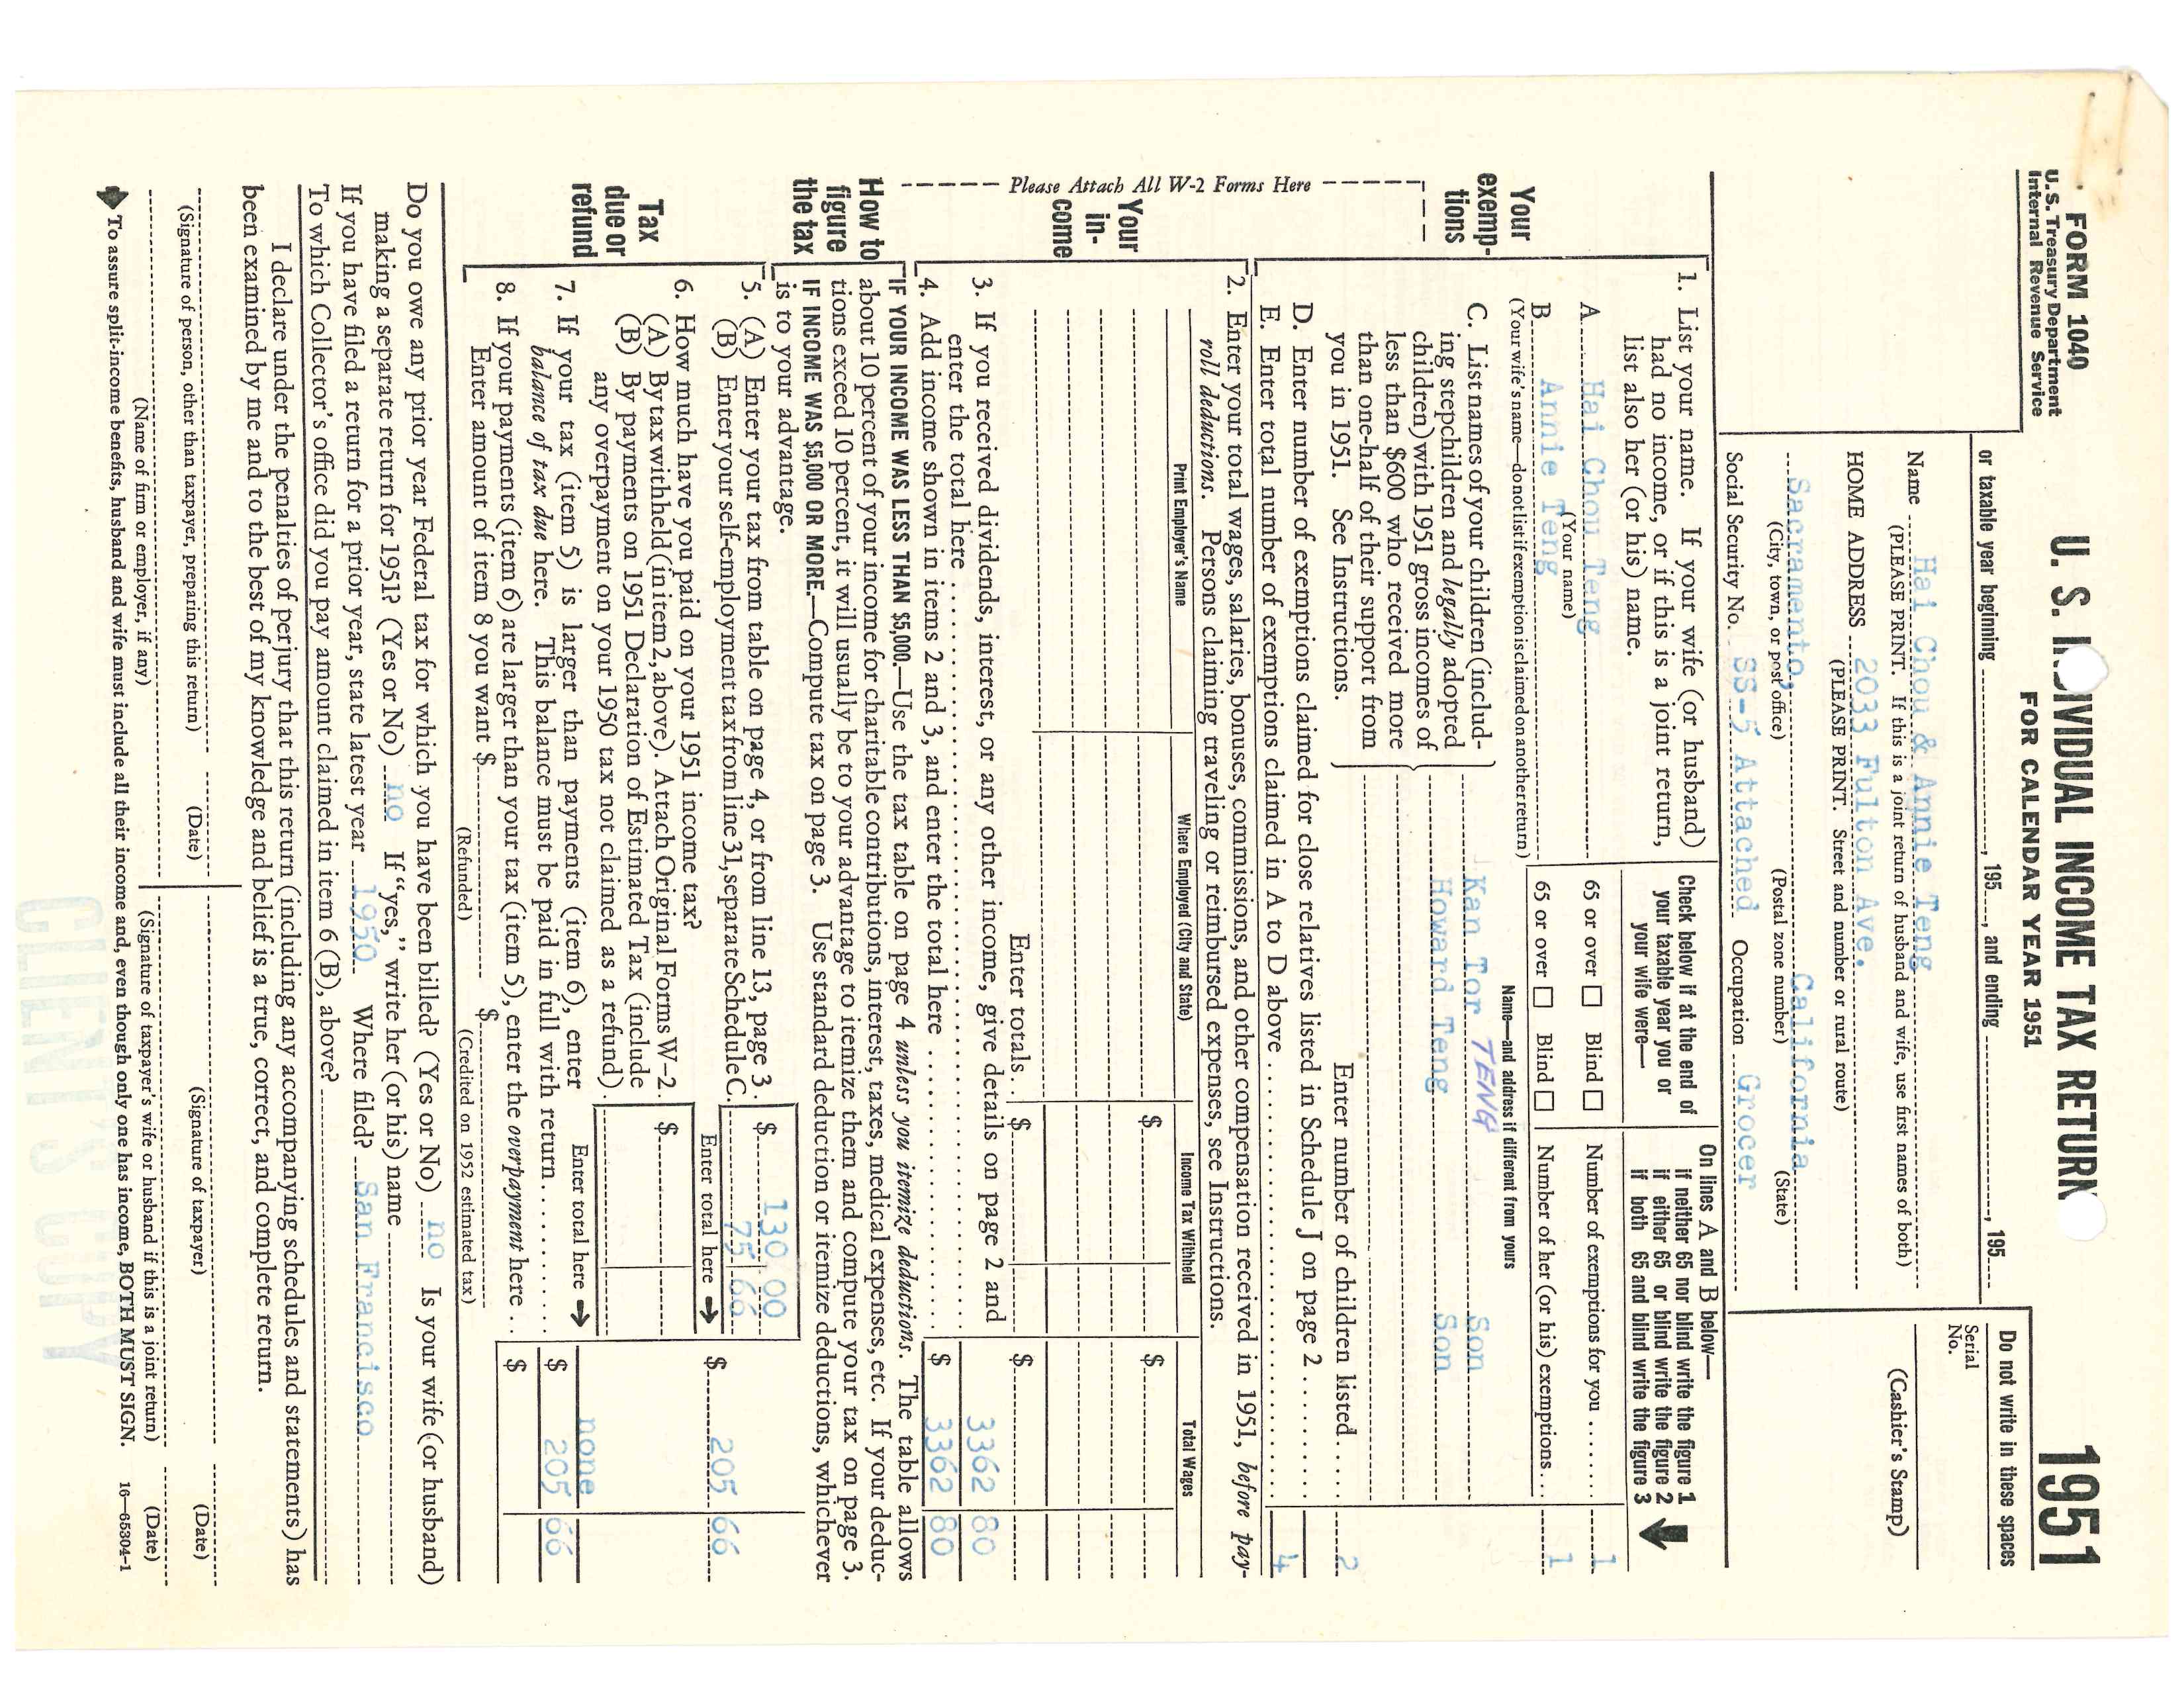 FORM 1040
U.S. Treasury Department
Internal Revenue Service
U. S. I IVIDUAL INCOME TAX RETURN
FOR CALENDAR YEAR 1951
1951
or taxable year beginning ...................., 195...., and ending ...................., 195....
Do not write in these spaces
Serial
No.
(Cashier's Stamp)
Name Hai Chou & Annie Teng
(PLEASE PRINT. If this is a joint return of husband and wife, use first names of both)
HOME ADDRESS 2033 Fulton Ave.
(PLEASE PRINT. Street and number or rural route)
Sacramento, California
(City, town, or post office) (Postal zone number) (State)
Social Security No. SS-5 Attached Occupation Grocer
Your exemp-
tions
1. List your name. If your wife (or husband)
had no income, or if this is a joint return,
list also her (or his) name.
Check below if at the end of
your taxable year you or
your wife were—
On lines A and B below—
if neither 65 nor blind write the figure 1
if either 65 or blind write the figure 2
if both 65 and blind write the figure 3
A Hai Chou Teng 65 or over □ Blind □ Number of exemptions for you ........ 1
(Your name)
B Annie Teng 65 or over □ Blind □ Number of her (or his) exemptions... 1
(Your wife's name—do not list if exemption is claimed on another return)
Name—and address if different from yours
C. List names of your children (includ-
ing stepchildren and legally adopted
children) with 1951 gross incomes of
less than $600 who received more
than one-half of their support from
you in 1951. See Instructions.
Kan Tor TENG Son
Howard Teng Son
Enter number of children listed..... 2
D. Enter number of exemptions claimed for close relatives listed in Schedule J on page 2 ..........
E. Enter total number of exemptions claimed in A to D above .............................. 4
Please Attach All W-2 Forms Here
Your
in-
come
2. Enter your total wages, salaries, bonuses, commissions, and other compensation received in 1951, before pay-
roll deductions. Persons claiming traveling or reimbursed expenses, see Instructions.
Print Employer's Name Where Employed (City and State) Income Tax Withheld Total Wages
$ $
Enter totals.. $ $
3. If you received dividends, interest, or any other income, give details on page 2 and
enter the total here .................... 3362 80
4. Add income shown in items 2 and 3, and enter the total here .................... $ 3362 80
How to
figure
the tax
IF YOUR INCOME WAS LESS THAN $5,000.—Use the tax table on page 4 unless you itemize deductions. The table allows
about 10 percent of your income for charitable contributions, interest, taxes, medical expenses, etc. If your deduc-
tions exceed 10 percent, it will usually be to your advantage to itemize them and compute your tax on page 3.
IF INCOME WAS $5,000 OR MORE.—Compute tax on page 3. Use standard deduction or itemize deductions, whichever
is to your advantage.
Tax
due or
refund
5. (A) Enter your tax from table on page 4, or from line 13, page 3. $ 130 00
(B) Enter your self-employment tax from line 31, separate Schedule C. 75 66
Enter total here → $ 205 66
6. How much have you paid on your 1951 income tax?
(A) By tax withheld (in item 2, above). Attach Original Forms W-2. $
(B) By payments on 1951 Declaration of Estimated Tax (include
any overpayment on your 1950 tax not claimed as a refund).
Enter total here → none
7. If your tax (item 5) is larger than payments (item 6), enter
balance of tax due here. This balance must be paid in full with return............ $ 205 66
8. If your payments (item 6) are larger than your tax (item 5), enter the overpayment here .. $
Enter amount of item 8 you want $ $
(Refunded) (Credited on 1952 estimated tax)
Do you owe any prior year Federal tax for which you have been billed? (Yes or No) no Is your wife (or husband)
making a separate return for 1951? (Yes or No) no If "yes," write her (or his) name
If you have filed a return for a prior year, state latest year 1950 Where filed? San Francisco
To which Collector's office did you pay amount claimed in item 6 (B), above?
I declare under the penalties of perjury that this return (including any accompanying schedules and statements) has
been examined by me and to the best of my knowledge and belief is a true, correct, and complete return.
(Signature of person, other than taxpayer, preparing this return) (Date) (Signature of taxpayer) (Date)
(Name of firm or employer, if any) (Signature of taxpayer's wife or husband if this is a joint return) (Date)
To assure split-income benefits, husband and wife must include all their income and, even though only one has income, BOTH MUST SIGN. 16—65304-1
CLIENT'S COPY